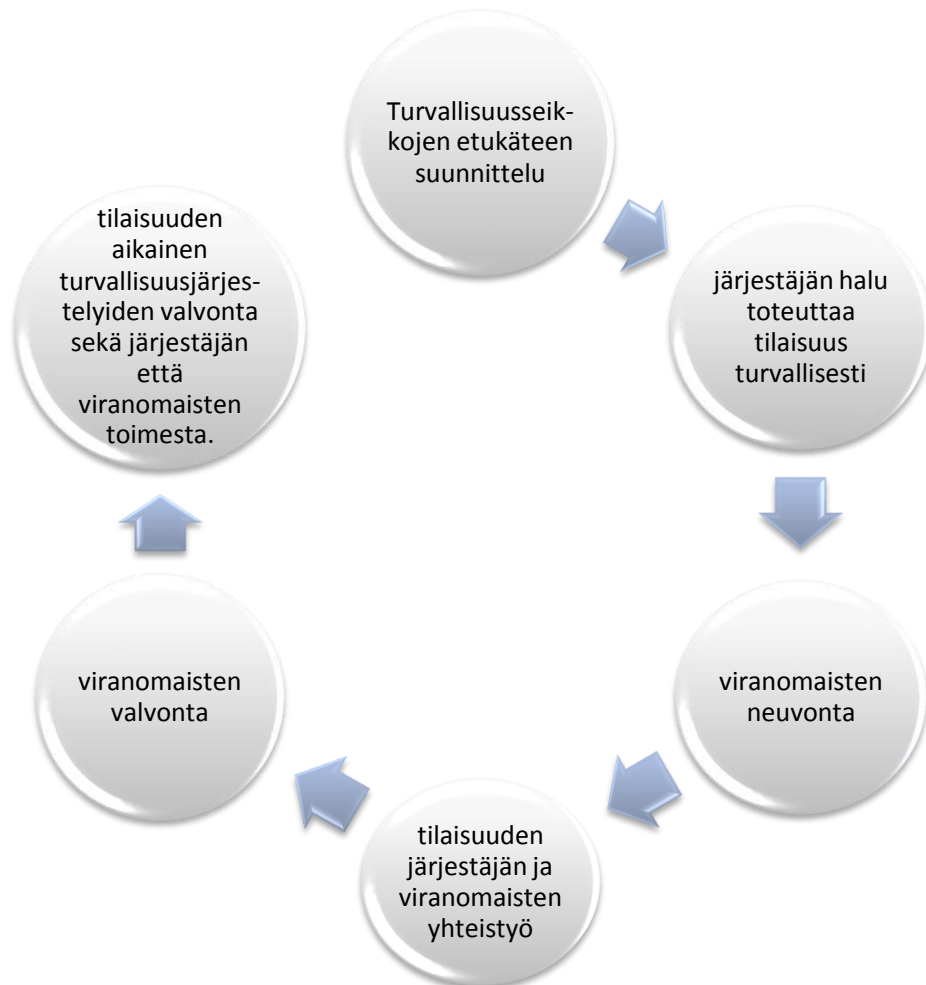 Turvallisuusseik-
kojen etukäteen
suunnittelu
järjestäjän halu
toteuttaa
tilaisuus
turvallisesti
viranomaisten
neuvonta
tilaisuuden
järjestäjän ja
viranomaisten
yhteistyö
viranomaisten
valvonta
tilaisuuden
aikainen
turvallisuusjärjes-
telyiden valvonta
sekä järjestäjän
että
viranomaisten
toimesta.